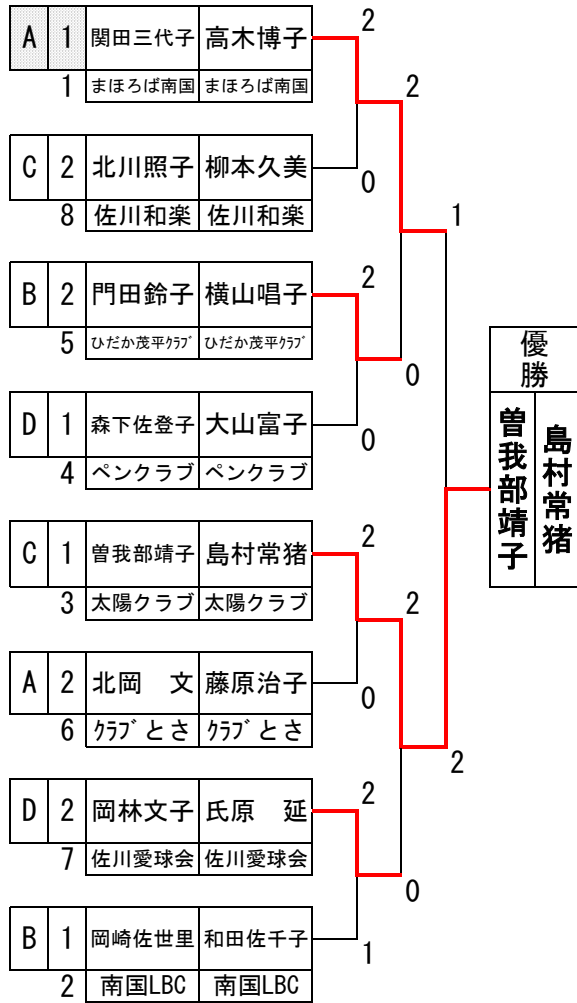 A 1 関田三代子 高木博子 2
1 まほろば南国 まほろば南国 2
C 2 北川照子 柳本久美 0
8 佐川和楽 佐川和楽 1
B 2 門田鈴子 横山唱子 2
5 ひだか茂平ｸﾗﾌﾞ ひだか茂平ｸﾗﾌﾞ 0
D 1 森下佐登子 大山富子 0
4 ペンクラブ ペンクラブ
優勝
曽我部靖子
島村常猪
C 1 曽我部靖子 島村常猪 2
3 太陽クラブ 太陽クラブ 2
A 2 北岡　文 藤原治子 0
6 ｸﾗﾌﾞとさ ｸﾗﾌﾞとさ 2
D 2 岡林文子 氏原　延 2
7 佐川愛球会 佐川愛球会 0
B 1 岡崎佐世里 和田佐千子 1
2 南国LBC 南国LBC